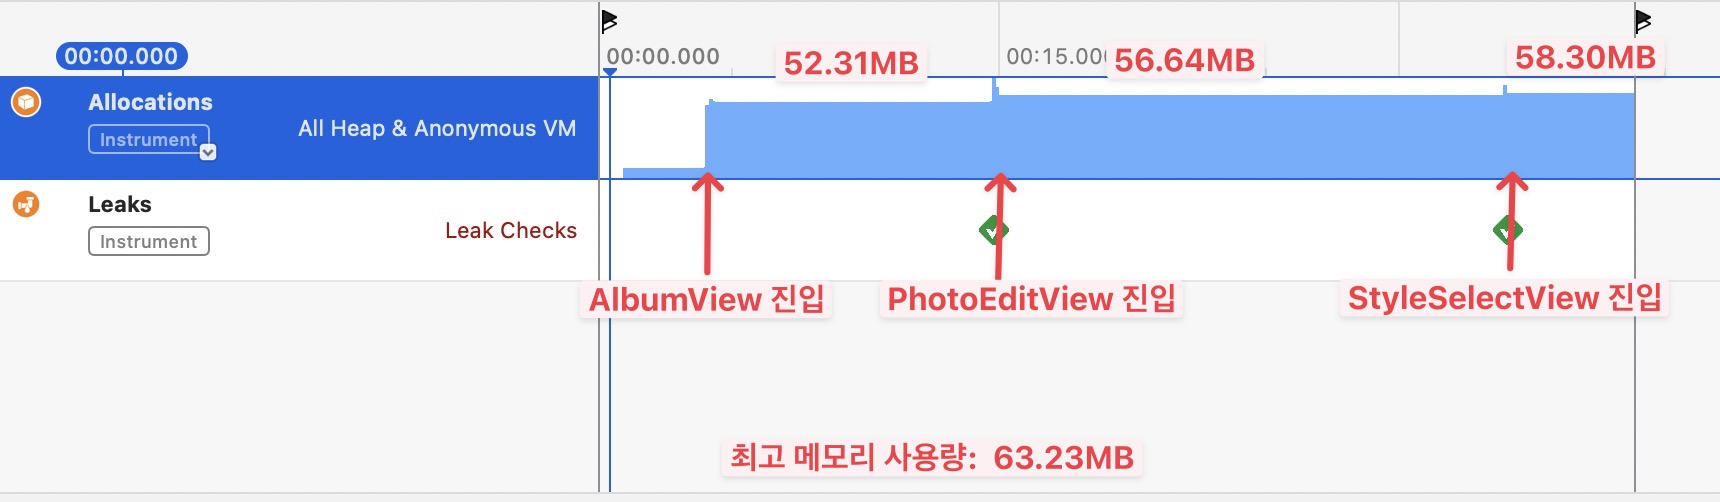 00:00.000
00:00.000
52.31MB
00:15.00
56.64MB
58.30MB
Allocations
Instrument
All Heap & Anonymous VM
Leaks
Instrument
Leak Checks
AlbumView 진입
PhotoEditView 진입
StyleSelectView 진입
최고 메모리 사용량: 63.23MB